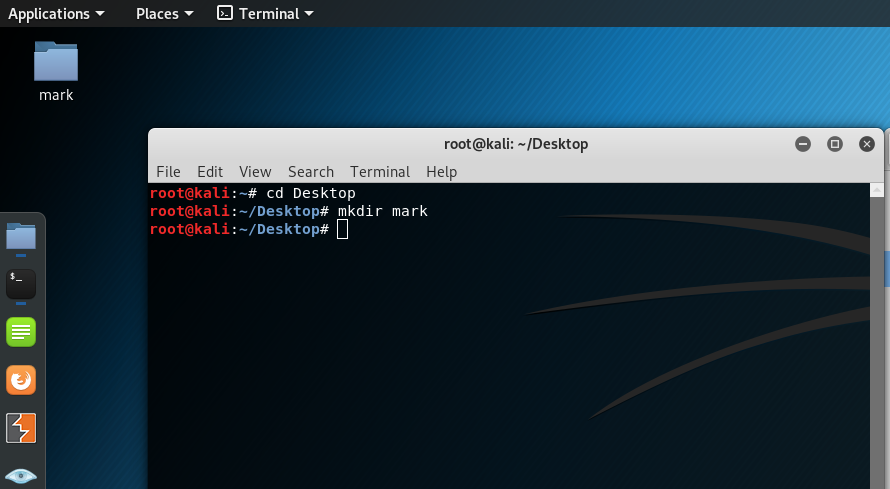 Applications Places Terminal
mark
root@kali: ~/Desktop
File Edit View Search Terminal Help
root@kali:~# cd Desktop
root@kali:~/Desktop# mkdir mark
root@kali:~/Desktop#
$_